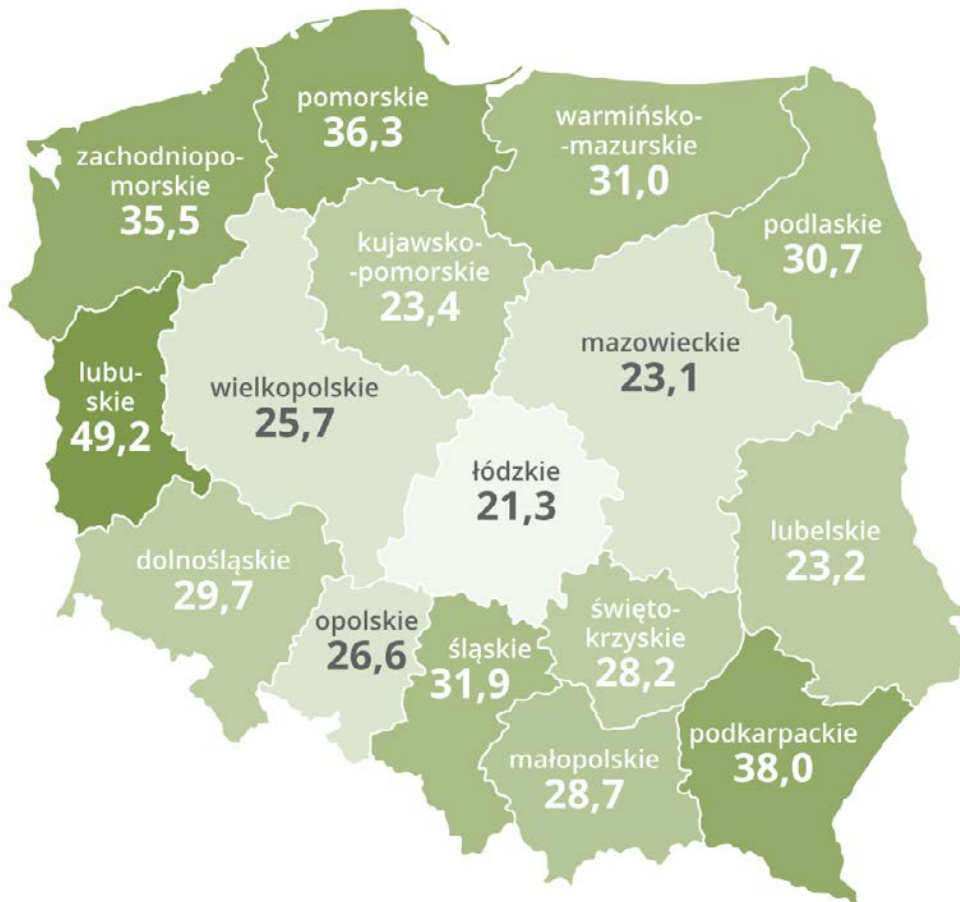 pomorskie
36,3
zachodniopo-
morskie
35,5
warmińsko-
-mazurskie
31,0
podlaskie
30,7
kujawsko-
-pomorskie
23,4
mazowieckie
23,1
lubu-
skie
49,2
wielkopolskie
25,7
łódzkie
21,3
lubelskie
23,2
dolnośląskie
29,7
opolskie
26,6
śląskie
31,9
święto-
krzyskie
28,2
małopolskie
28,7
podkarpackie
38,0